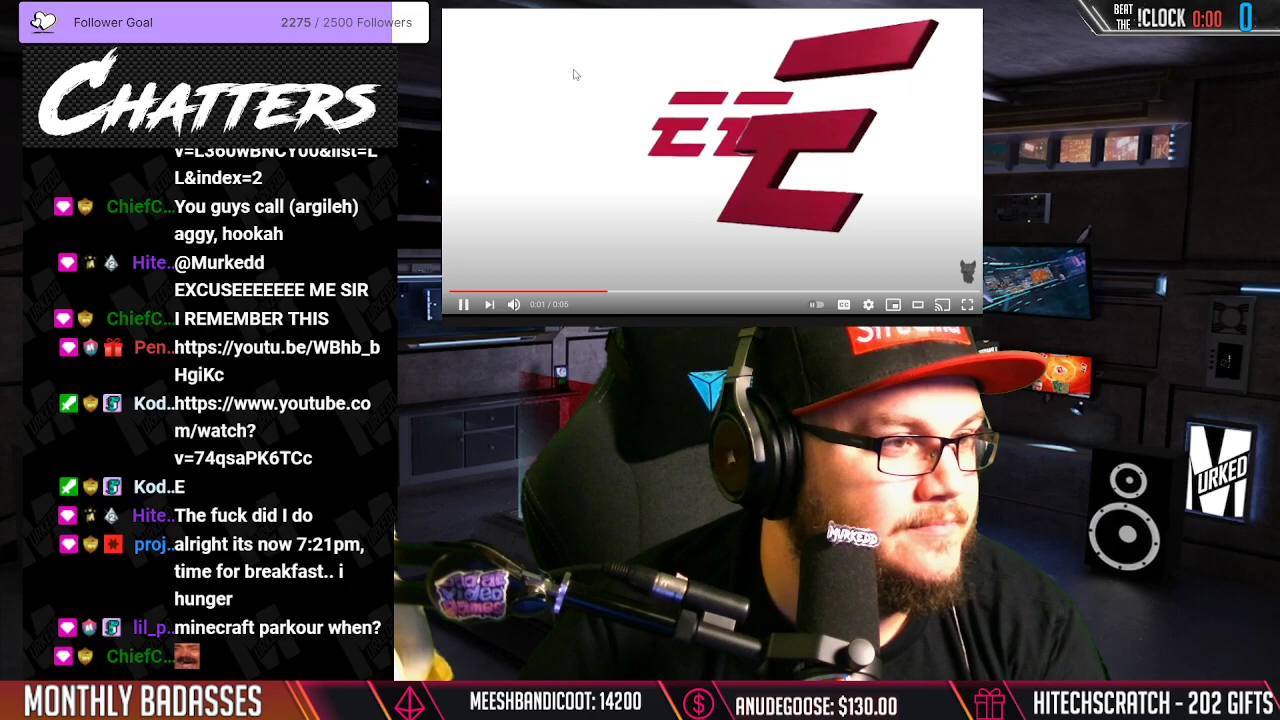 Follower Goal
2275 / 2500 Followers
BEAT THE !CLOCK 0:00 0
CHATTERS
v=L360wBNCY00&list=L
L&index=2
ChiefC... You guys call (argileh)
aggy, hookah
Hite... @Murkedd
EXCUSEEEEEEE ME SIR
ChiefC... I REMEMBER THIS
Pen... https://youtu.be/WBhb_b
HgiKc
Kod... https://www.youtube.co
m/watch?
v=74qsaPK6TCc
Kod... E
Hite... The fuck did I do
proj... alright its now 7:21pm,
time for breakfast.. i
hunger
lil_p... minecraft parkour when?
ChiefC...
0:01 / 0:05
MURKEDD
MURKED
MONTHLY BADASSES
MEESHBANDICOOT: 14200
ANUDEGOOSE: $130.00
HITECHSCRATCH - 202 GIFTS